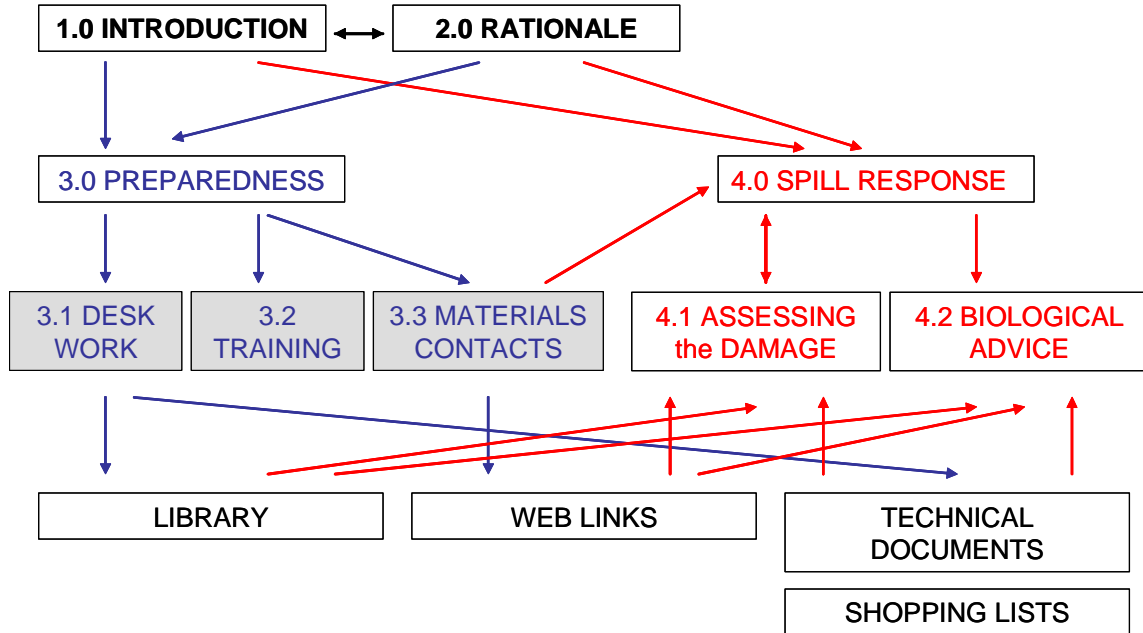 1.0 INTRODUCTION
2.0 RATIONALE
3.0 PREPAREDNESS
4.0 SPILL RESPONSE
3.1 DESK
WORK
3.2
TRAINING
3.3 MATERIALS
CONTACTS
4.1 ASSESSING
the DAMAGE
4.2 BIOLOGICAL
ADVICE
LIBRARY
WEB LINKS
TECHNICAL
DOCUMENTS
SHOPPING LISTS